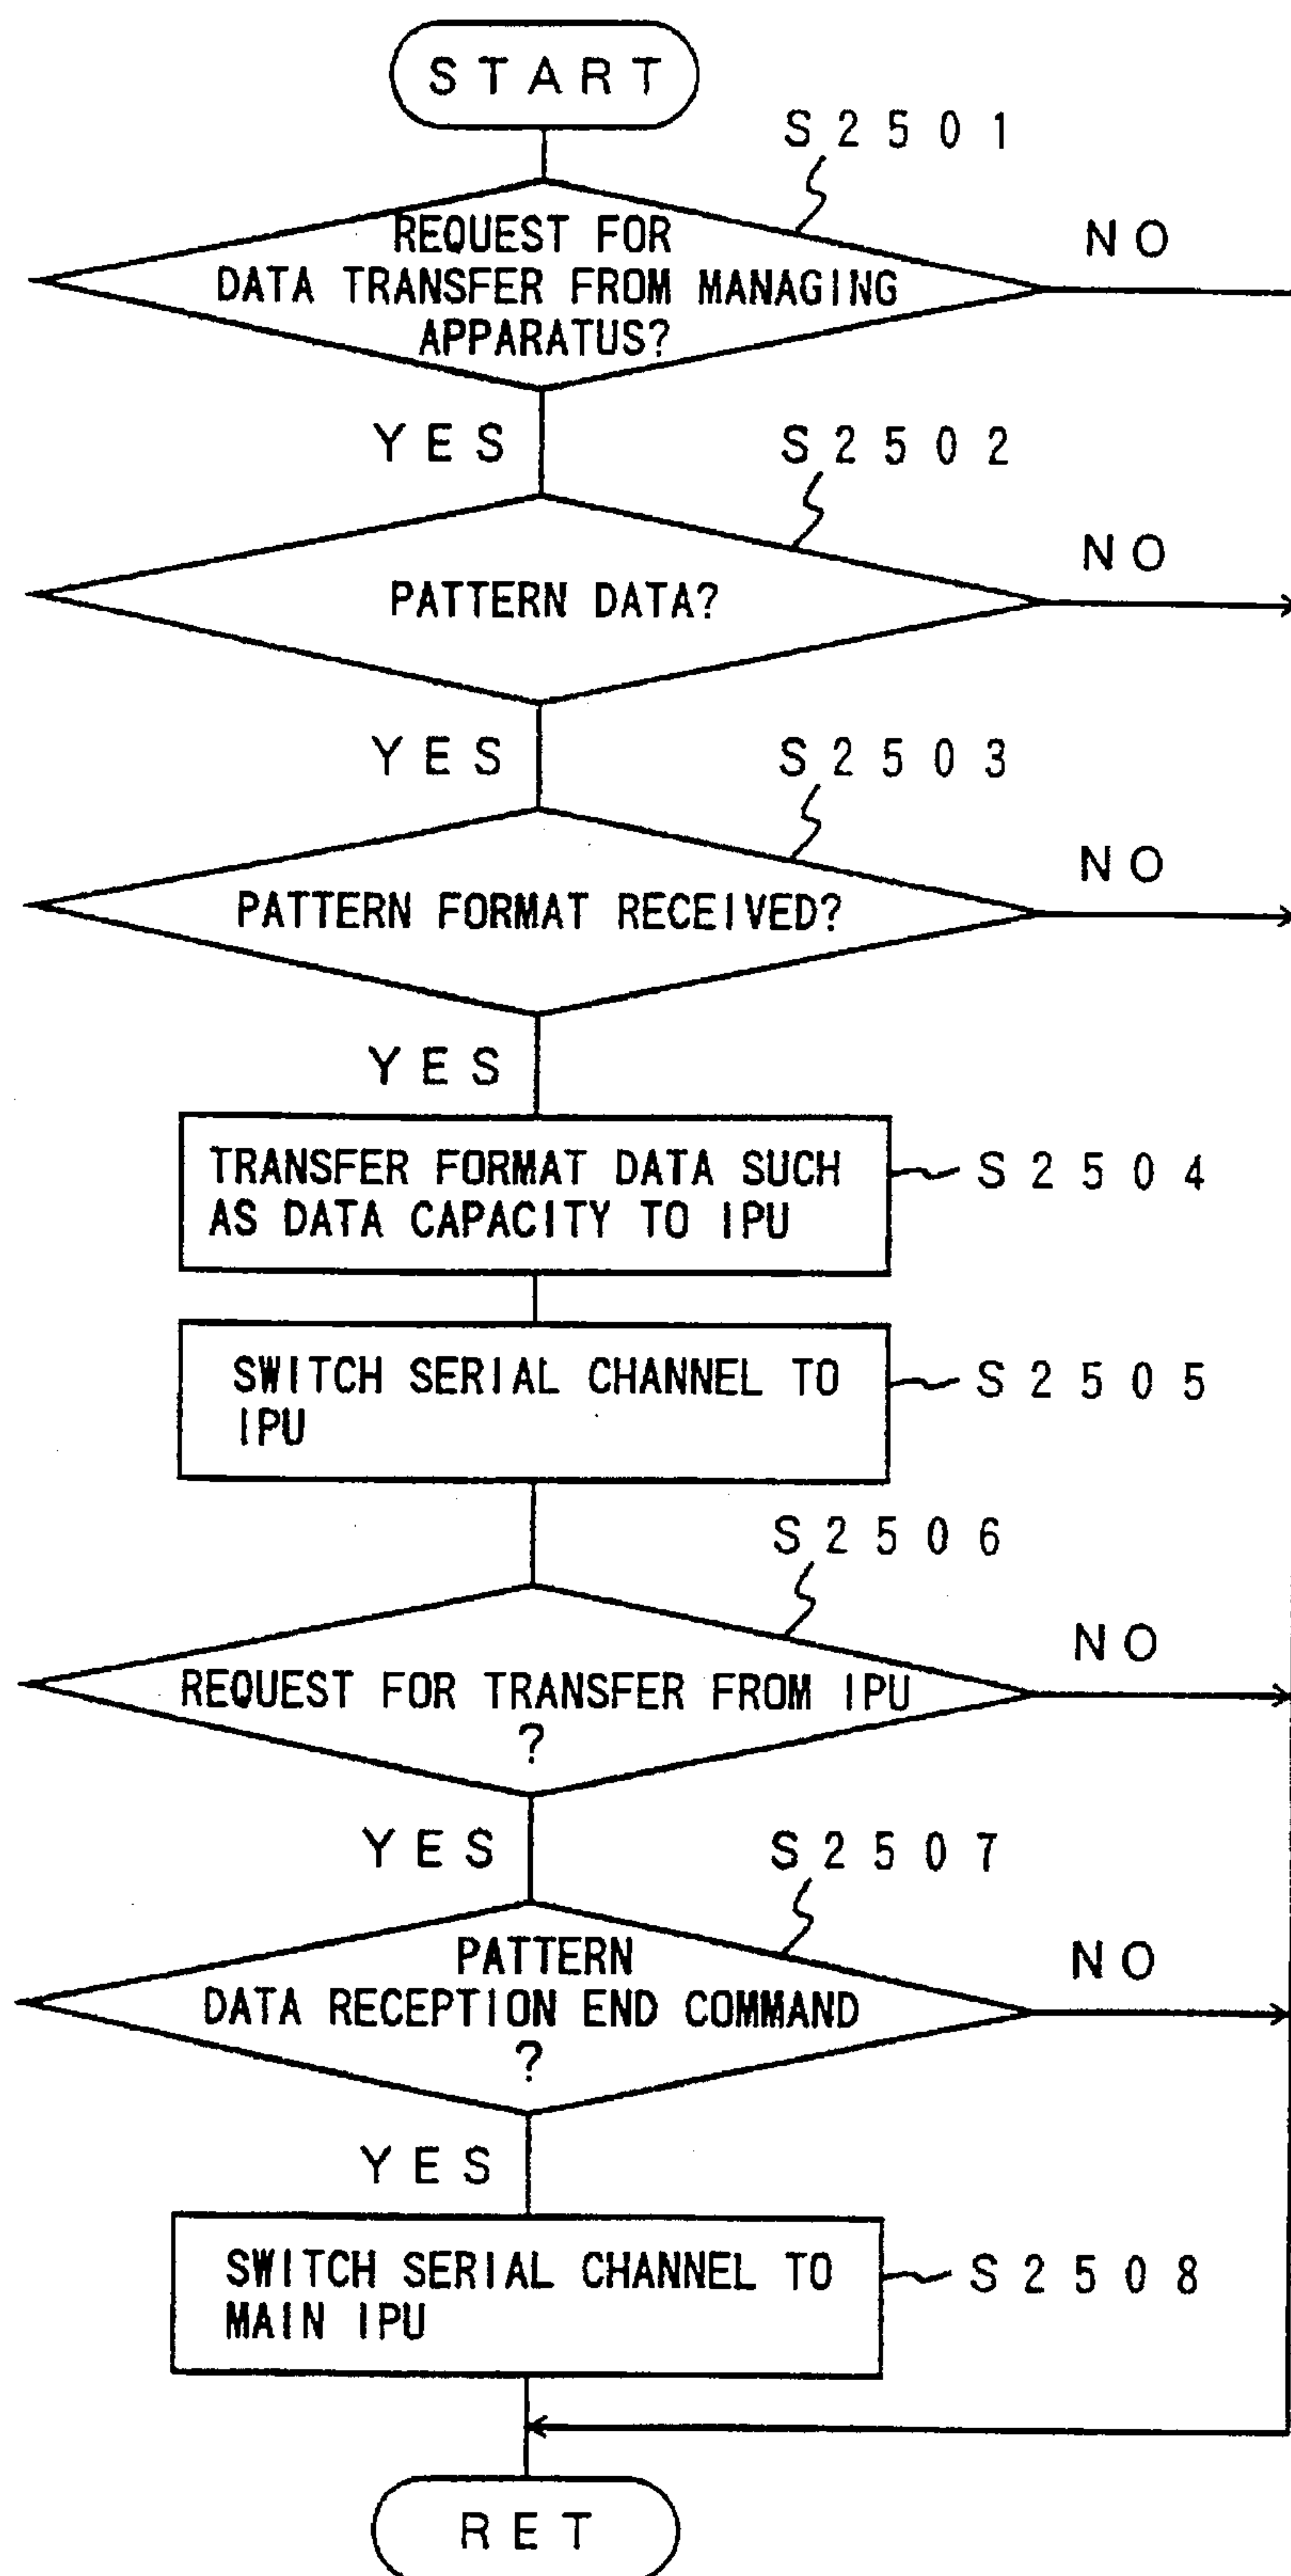 START
S2501
REQUEST FOR
DATA TRANSFER FROM MANAGING
APPARATUS?
NO
YES
S2502
PATTERN DATA?
NO
YES
S2503
PATTERN FORMAT RECEIVED?
NO
YES
TRANSFER FORMAT DATA SUCH
AS DATA CAPACITY TO IPU
S2504
SWITCH SERIAL CHANNEL TO
IPU
S2505
S2506
REQUEST FOR TRANSFER FROM IPU
?
NO
YES
S2507
PATTERN
DATA RECEPTION END COMMAND
?
NO
YES
SWITCH SERIAL CHANNEL TO
MAIN IPU
S2508
RET